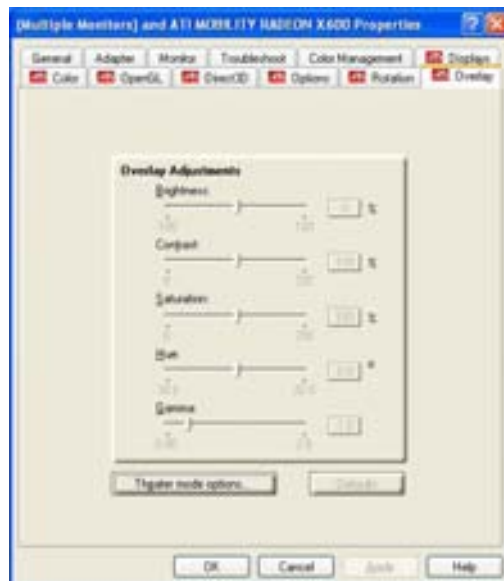 (Multiple Monitors) and ATI MOBILITY RADEON X600 Properties
General Adapter Monitor Troubleshoot Color Management Displays
Color OpenGL Direct3D Options Rotation Overlay
Overlay Adjustments
Brightness
%
Contrast
%
Saturation
%
Hue
°
Gamma
Theater mode options... Defaults
OK Cancel Apply Help